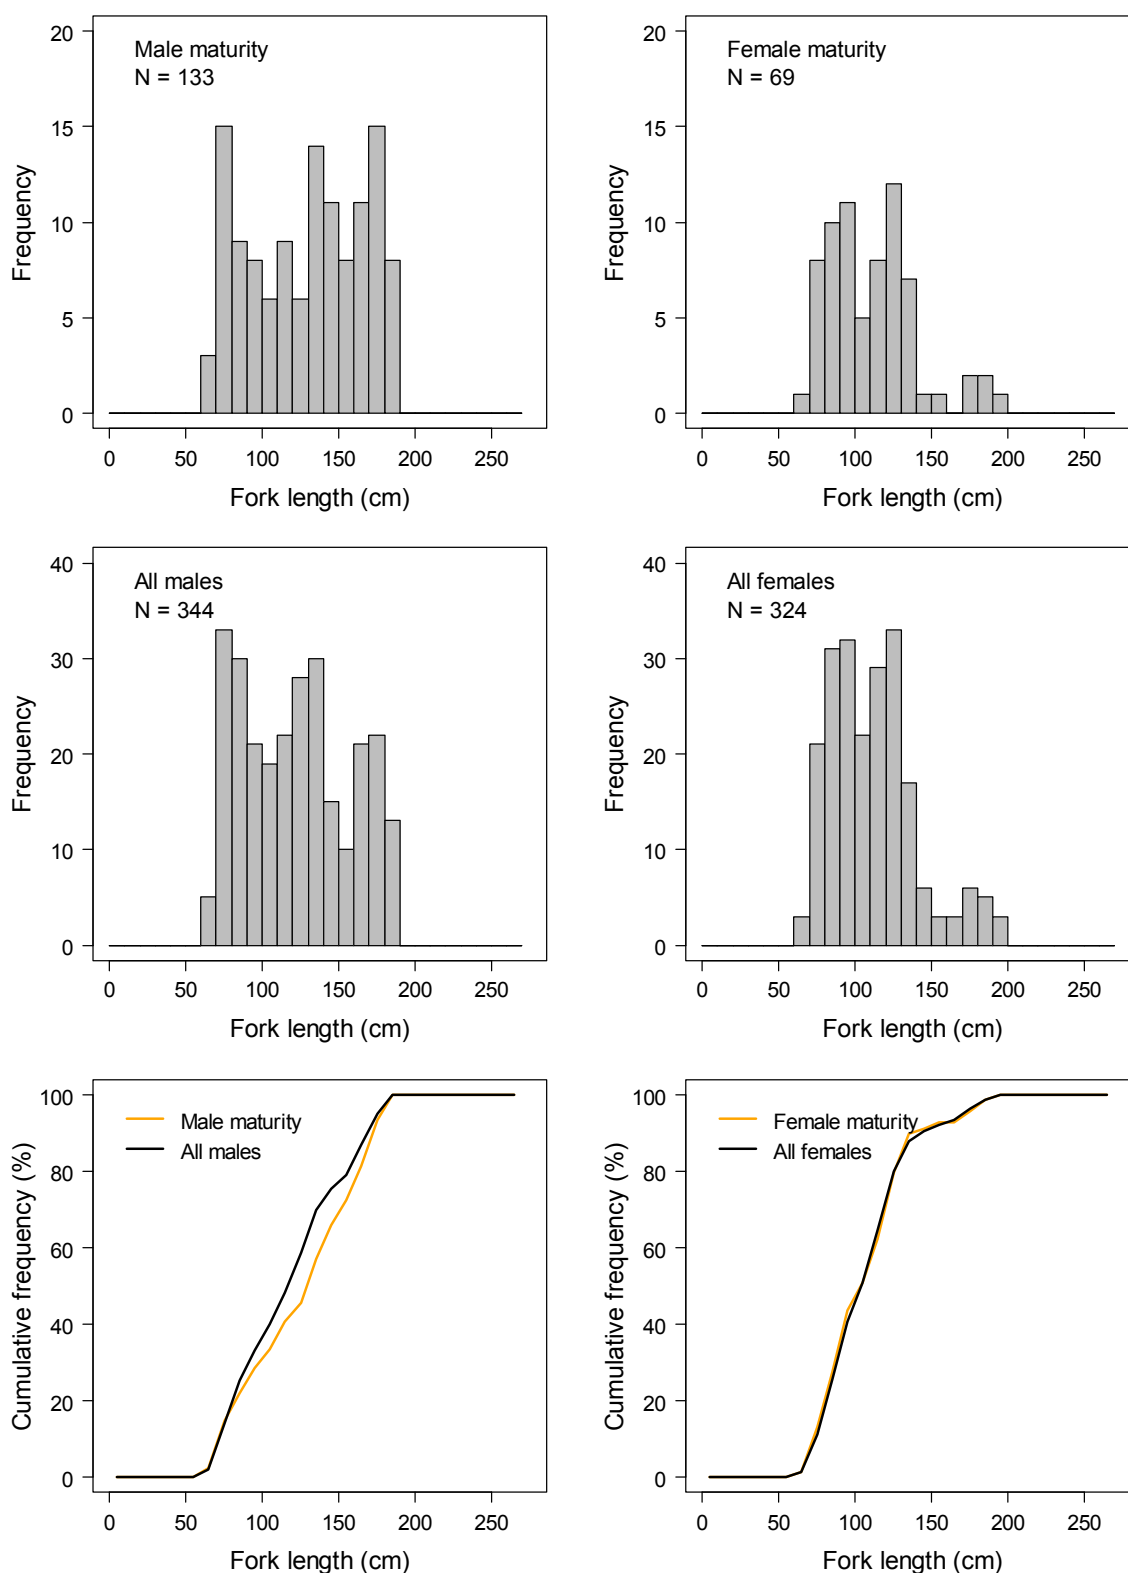 Male maturity
N = 133
Frequency
20
15
10
5
0
0 50 100 150 200 250
Fork length (cm)
Female maturity
N = 69
Frequency
20
15
10
5
0
0 50 100 150 200 250
Fork length (cm)
All males
N = 344
Frequency
40
30
20
10
0
0 50 100 150 200 250
Fork length (cm)
All females
N = 324
Frequency
40
30
20
10
0
0 50 100 150 200 250
Fork length (cm)
Male maturity
All males
Cumulative frequency (%)
100
80
60
40
20
0
0 50 100 150 200 250
Fork length (cm)
Female maturity
All females
Cumulative frequency (%)
100
80
60
40
20
0
0 50 100 150 200 250
Fork length (cm)